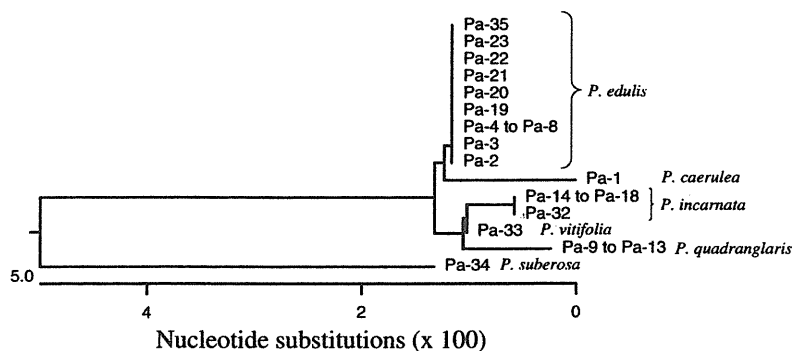 Pa-35
Pa-23
Pa-22
Pa-21
Pa-20
Pa-19
Pa-4 to Pa-8
Pa-3
Pa-2
P. edulis
Pa-1 P. caerulea
Pa-14 to Pa-18
Pa-32
P. incarnata
Pa-33 P. vitifolia
Pa-9 to Pa-13 P. quadranglaris
Pa-34 P. suberosa
5.0
4 2 0
Nucleotide substitutions (x 100)